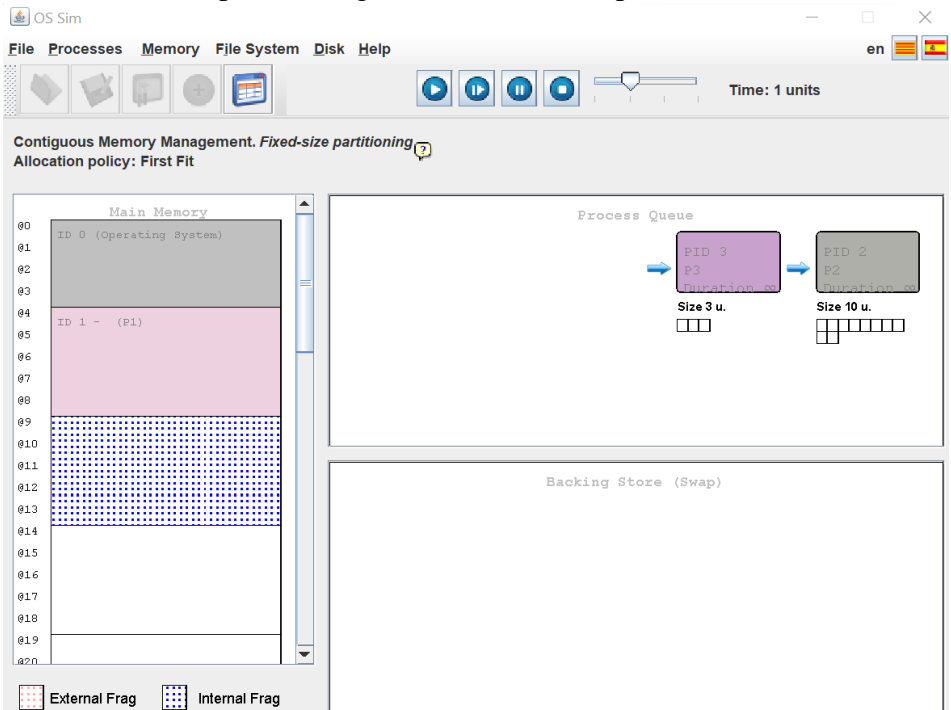 OS Sim
File Processes Memory File System Disk Help
en
Time: 1 units
Contiguous Memory Management. Fixed-size partitioning
?
Allocation policy: First Fit
Main Memory
@0
ID 0 (Operating System)
@1
@2
@3
@4
ID 1 - (P1)
@5
@6
@7
@8
@9
@10
@11
@12
@13
@14
@15
@16
@17
@18
@19
@20
External Frag
Internal Frag
Process Queue
PID 3
P3
Duration ∞
Size 3 u.
PID 2
P2
Duration ∞
Size 10 u.
Backing Store (Swap)